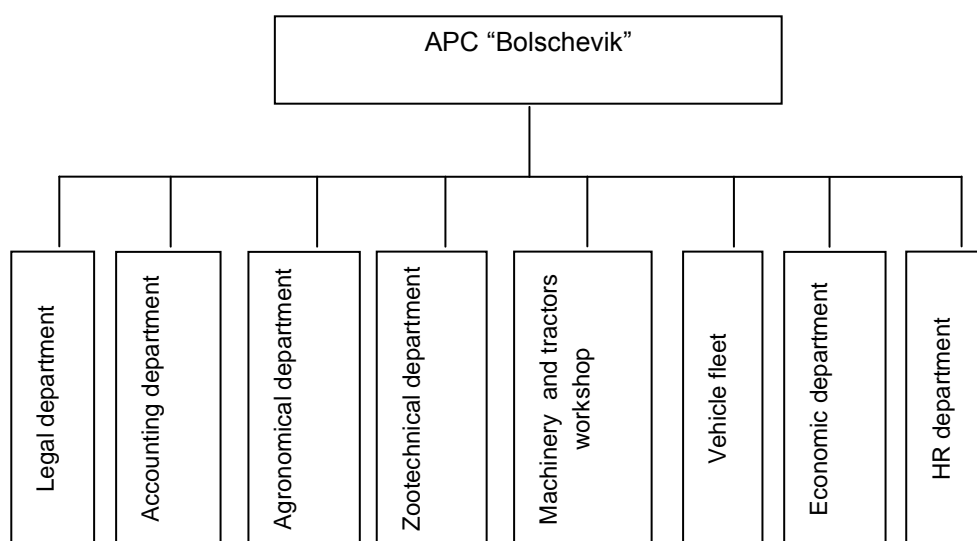 APC “Bolschevik”
Legal department
Accounting department
Agronomical department
Zootechnical department
Machinery and tractors
workshop
Vehicle fleet
Economic department
HR department